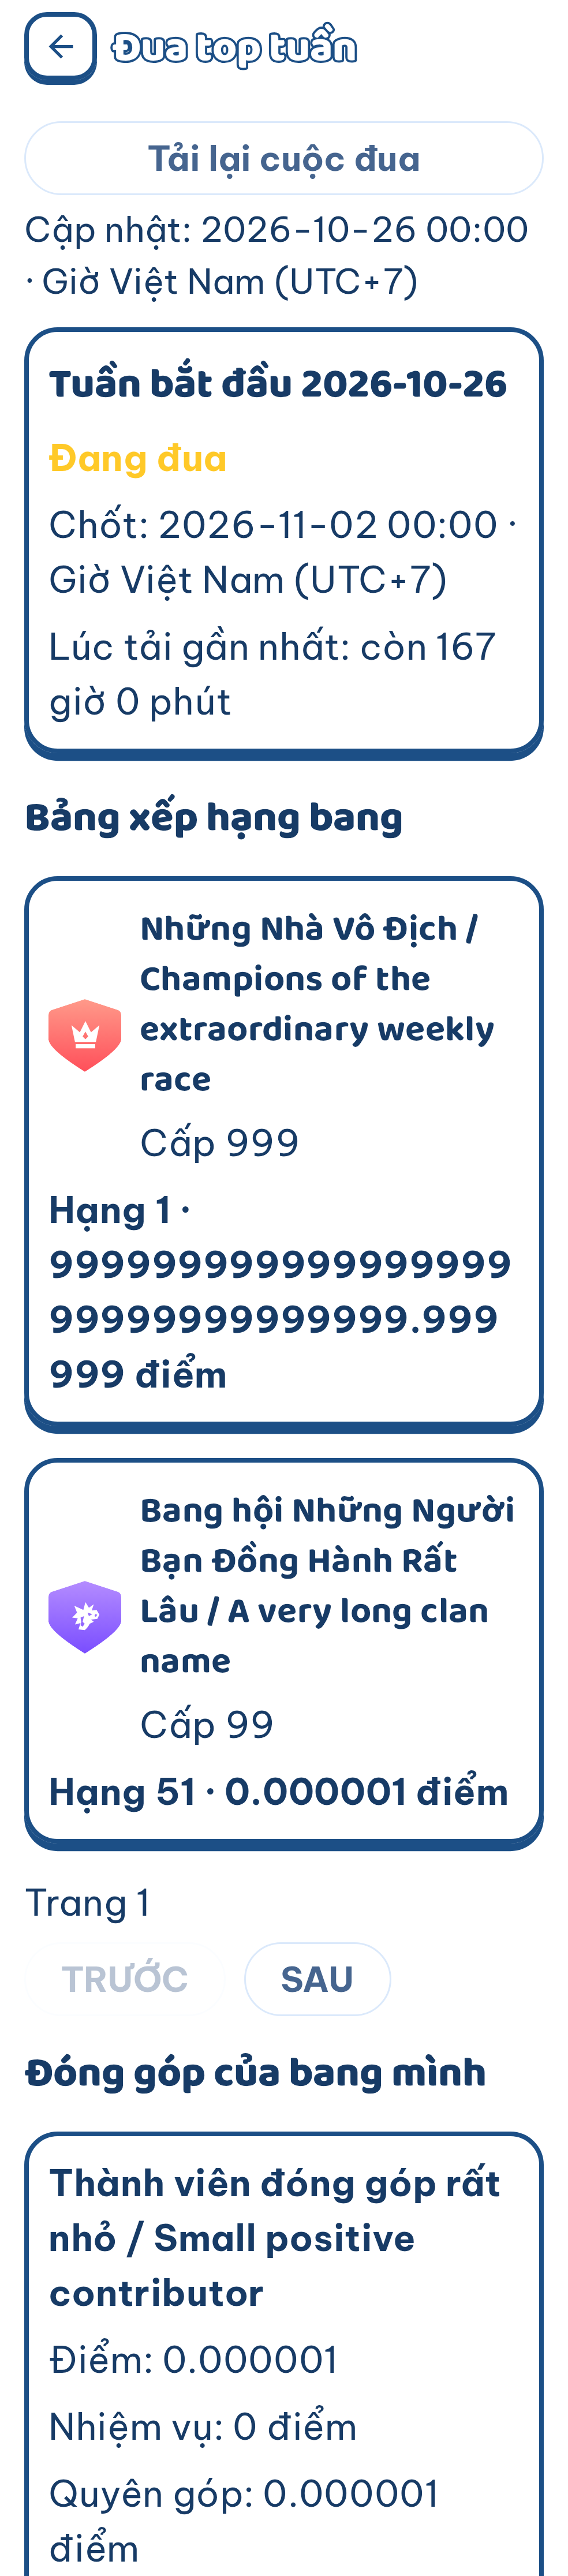 Đua top tuần
Tải lại cuộc đua
Cập nhật: 2026-10-26 00:00
· Giờ Việt Nam (UTC+7)
Tuần bắt đầu 2026-10-26
Đang đua
Chốt: 2026-11-02 00:00 ·
Giờ Việt Nam (UTC+7)
Lúc tải gần nhất: còn 167
giờ 0 phút
Bảng xếp hạng bang
Những Nhà Vô Địch /
Champions of the
extraordinary weekly
race
Cấp 999
Hạng 1 ·
99999999999999999999
9999999999999999.999
999 điểm
Bang hội Những Người
Bạn Đồng Hành Rất
Lâu / A very long clan
name
Cấp 99
Hạng 51 · 0.000001 điểm
Trang 1
TRƯỚC
SAU
Đóng góp của bang mình
Thành viên đóng góp rất
nhỏ / Small positive
contributor
Điểm: 0.000001
Nhiệm vụ: 0 điểm
Quyên góp: 0.000001
điểm